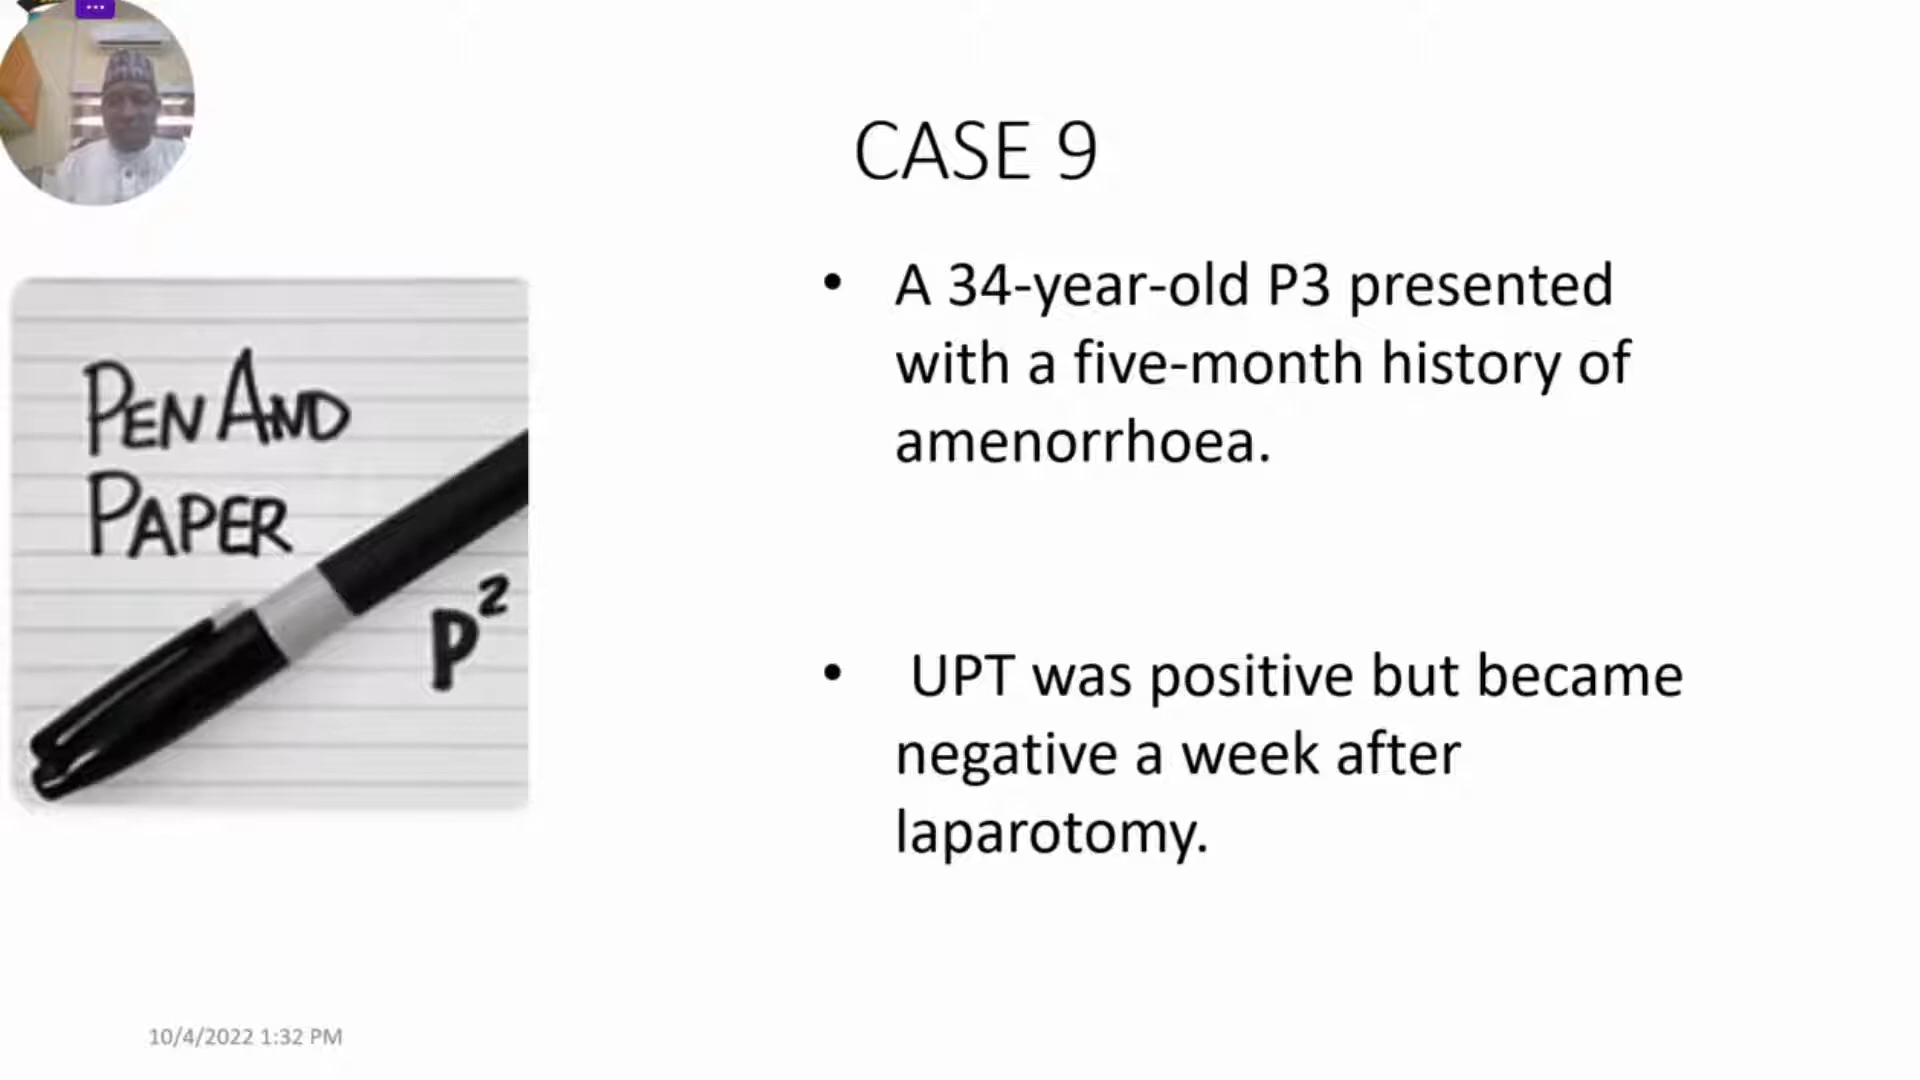 CASE 9
PEN AND
PAPER
P²
• A 34-year-old P3 presented
with a five-month history of
amenorrhoea.
• UPT was positive but became
negative a week after
laparotomy.
10/4/2022 1:32 PM